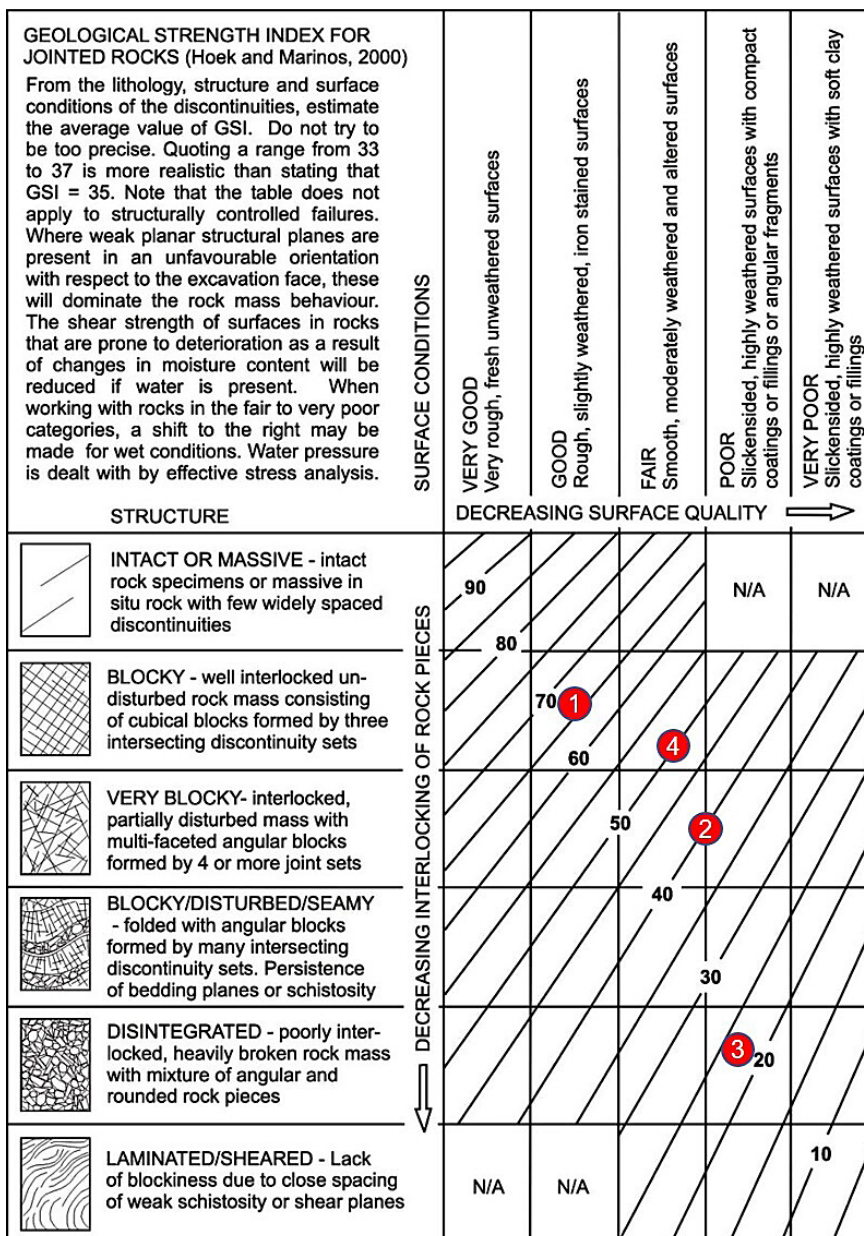 GEOLOGICAL STRENGTH INDEX FOR
JOINTED ROCKS (Hoek and Marinos, 2000)
From the lithology, structure and surface
conditions of the discontinuities, estimate
the average value of GSI. Do not try to
be too precise. Quoting a range from 33
to 37 is more realistic than stating that
GSI = 35. Note that the table does not
apply to structurally controlled failures.
Where weak planar structural planes are
present in an unfavourable orientation
with respect to the excavation face, these
will dominate the rock mass behaviour.
The shear strength of surfaces in rocks
that are prone to deterioration as a result
of changes in moisture content will be
reduced if water is present. When
working with rocks in the fair to very poor
categories, a shift to the right may be
made for wet conditions. Water pressure
is dealt with by effective stress analysis.
STRUCTURE
SURFACE CONDITIONS
VERY GOOD
Very rough, fresh unweathered surfaces
GOOD
Rough, slightly weathered, iron stained surfaces
FAIR
Smooth, moderately weathered and altered surfaces
POOR
Slickensided, highly weathered surfaces with compact
coatings or fillings or angular fragments
VERY POOR
Slickensided, highly weathered surfaces with soft clay
coatings or fillings
DECREASING SURFACE QUALITY
DECREASING INTERLOCKING OF ROCK PIECES
INTACT OR MASSIVE - intact
rock specimens or massive in
situ rock with few widely spaced
discontinuities
90
80
N/A
N/A
BLOCKY - well interlocked un-
disturbed rock mass consisting
of cubical blocks formed by three
intersecting discontinuity sets
70
1
4
60
VERY BLOCKY- interlocked,
partially disturbed mass with
multi-faceted angular blocks
formed by 4 or more joint sets
50
2
BLOCKY/DISTURBED/SEAMY
- folded with angular blocks
formed by many intersecting
discontinuity sets. Persistence
of bedding planes or schistosity
40
30
DISINTEGRATED - poorly inter-
locked, heavily broken rock mass
with mixture of angular and
rounded rock pieces
3
20
LAMINATED/SHEARED - Lack
of blockiness due to close spacing
of weak schistosity or shear planes
N/A
N/A
10